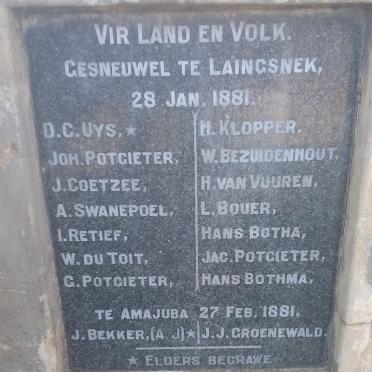 VIR LAND EN VOLK.
GESNEUWEL TE LAINGSNEK,
28 JAN. 1881.
D.C. UYS, ★ H. KLOPPER,
JOH. POTGIETER, W. BEZUIDENHOUT,
J. COETZEE, H. VAN VUUREN,
A. SWANEPOEL, L. BOUER,
I. RETIEF, HANS BOTHA,
W. DU TOIT, JAC. POTGIETER,
G. POTGIETER, HANS BOTHMA,
TE AMAJUBA 27 FEB. 1881.
J. BEKKER, (A.J) ★ J.J. GROENEWALD.
★ ELDERS BEGRAWE